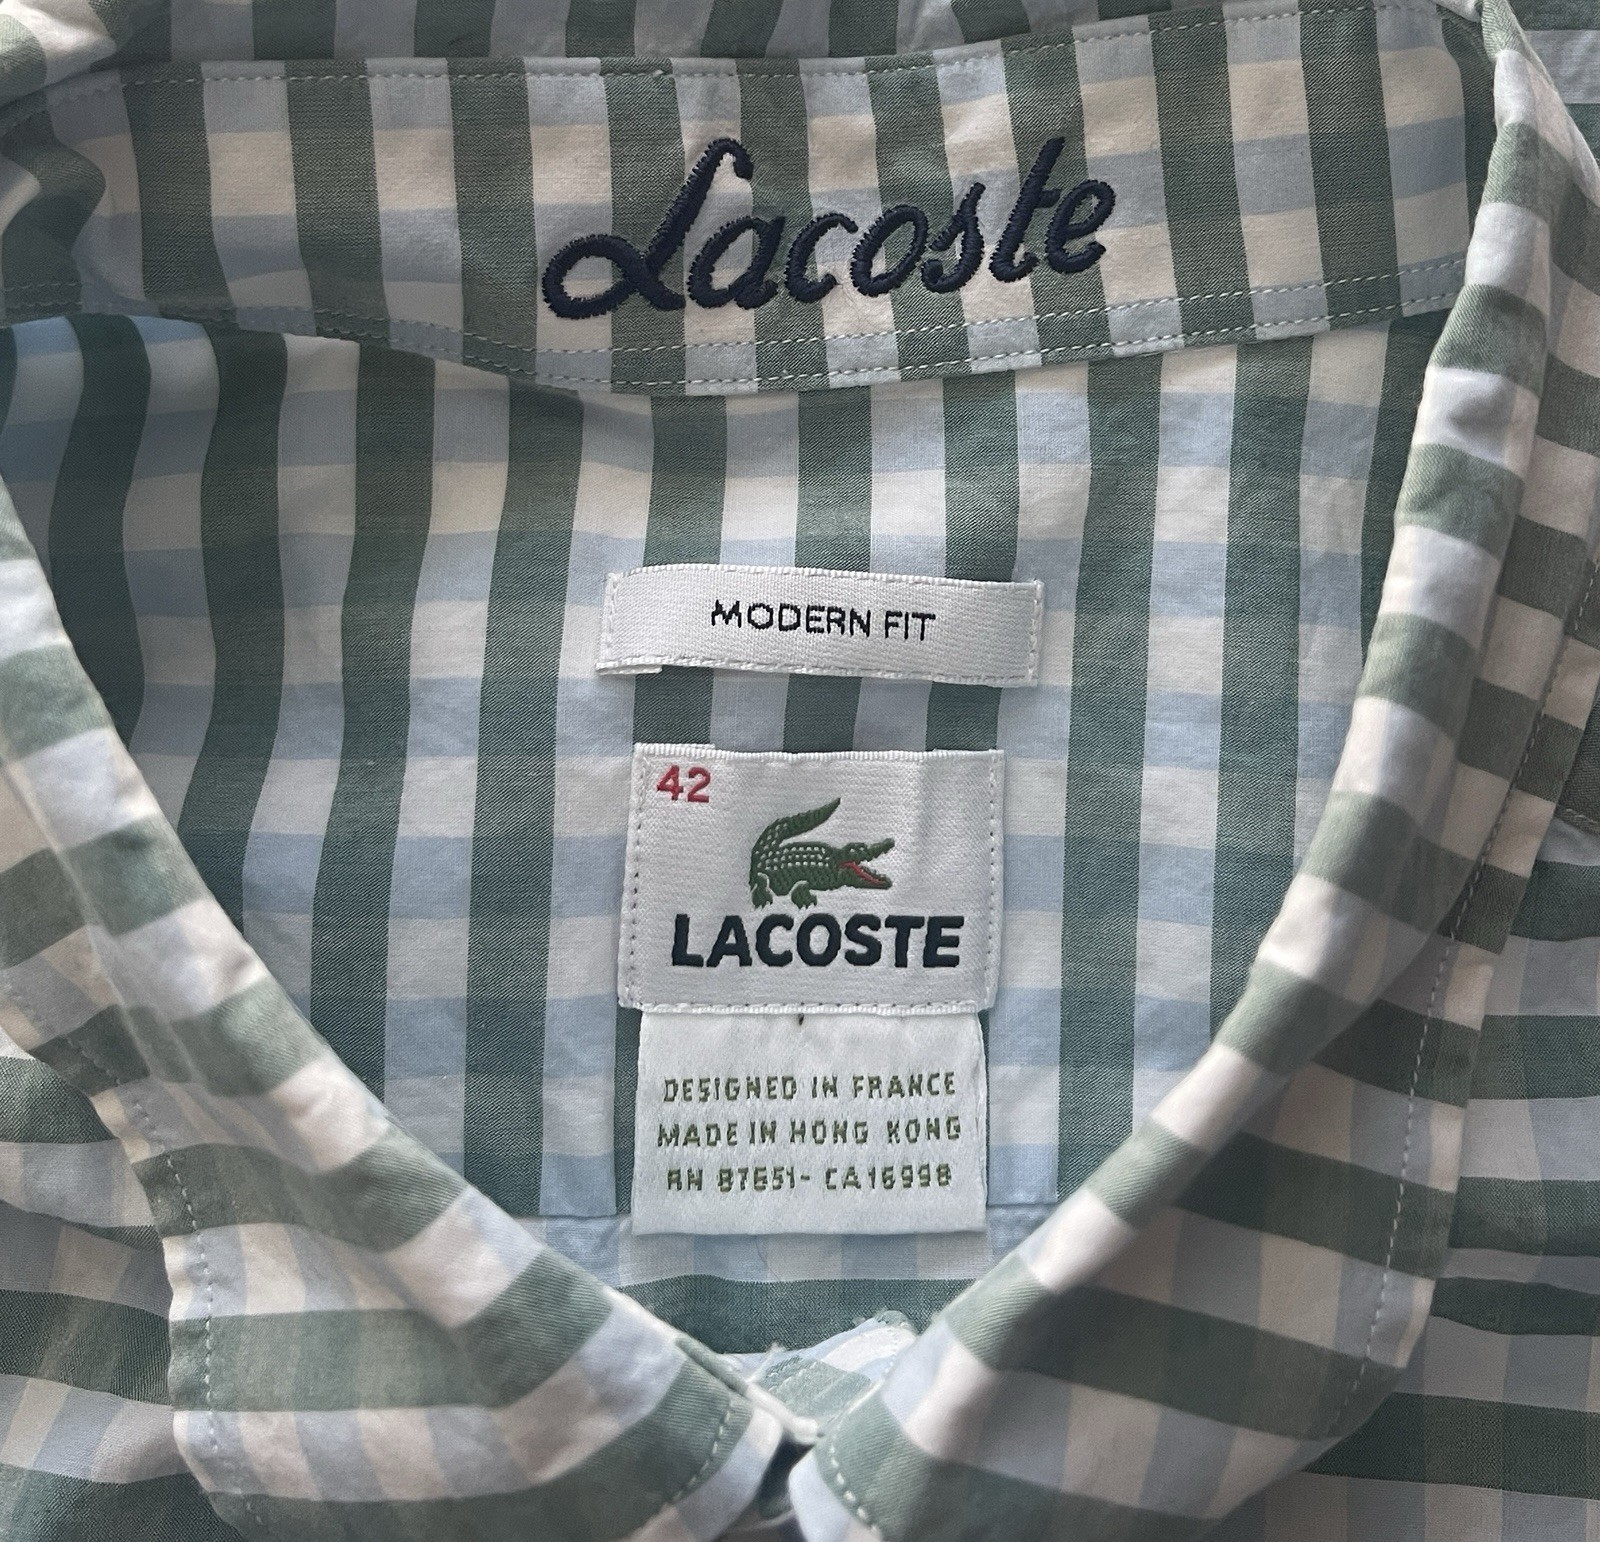 Lacoste
MODERN FIT
42
LACOSTE
DESIGNED IN FRANCE
MADE IN HONG KONG
RN 87651- CA16998